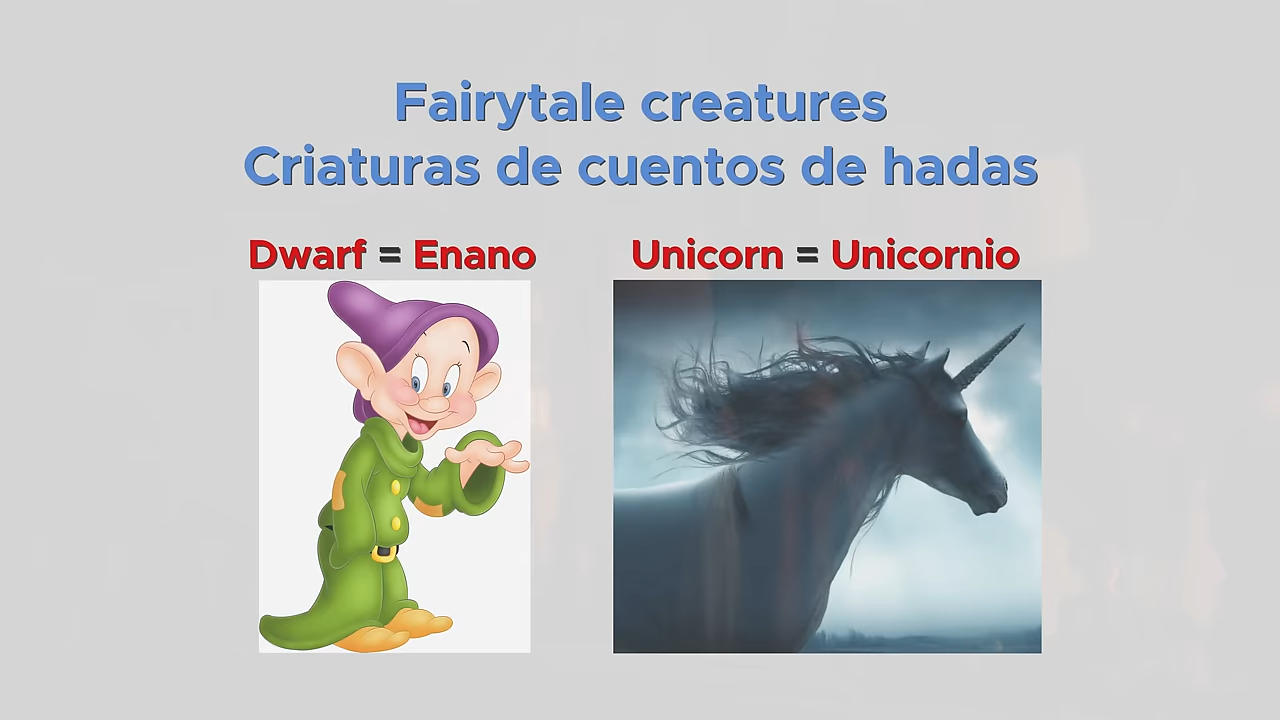 Fairytale creatures
Criaturas de cuentos de hadas
Dwarf = Enano
Unicorn = Unicornio